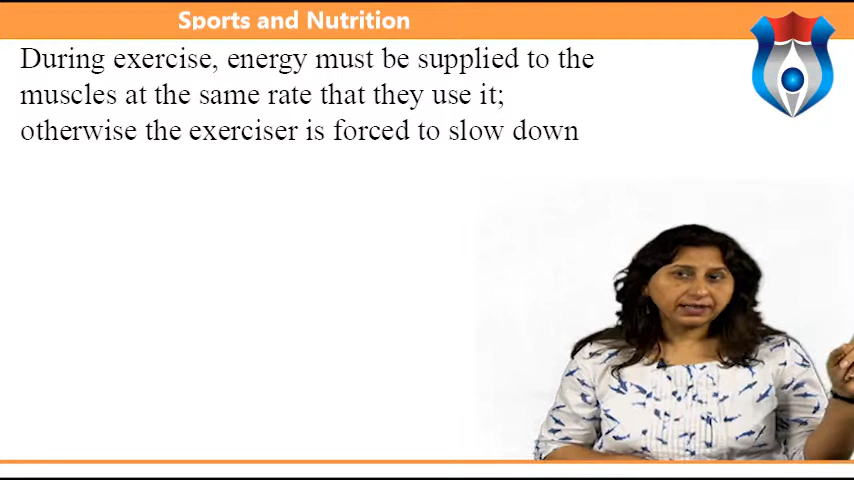 Sports and Nutrition
During exercise, energy must be supplied to the
muscles at the same rate that they use it;
otherwise the exerciser is forced to slow down